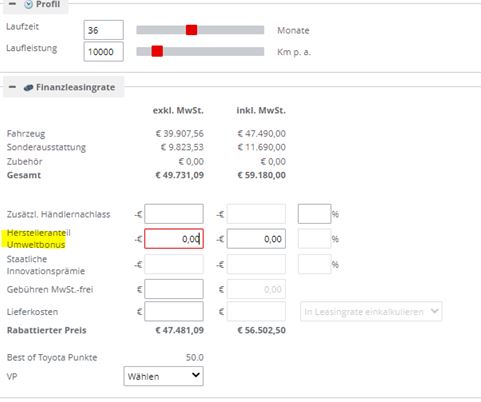 Profil
Laufzeit 36 Monate
Laufleistung 10000 Km p. a.
Finanzleasingrate
exkl. MwSt. inkl. MwSt.
Fahrzeug € 39.907,56 € 47.490,00
Sonderausstattung € 9.823,53 € 11.690,00
Zubehör € 0,00 € 0,00
Gesamt € 49.731,09 € 59.180,00
Zusätzl. Händlernachlass -€ -€ %
Herstelleranteil
Umweltbonus -€ 0,00 -€ 0,00 %
Staatliche
Innovationsprämie -€ -€ %
Gebühren MwSt.-frei € € 0,00
Lieferkosten € € In Leasingrate einkalkulieren
Rabattierter Preis € 47.481,09 € 56.502,50
Best of Toyota Punkte 50.0
VP Wählen